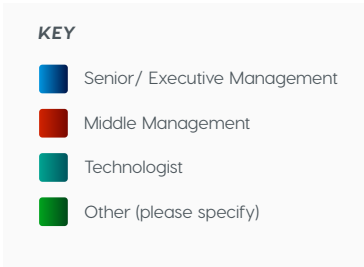 KEY
Senior/ Executive Management
Middle Management
Technologist
Other (please specify)